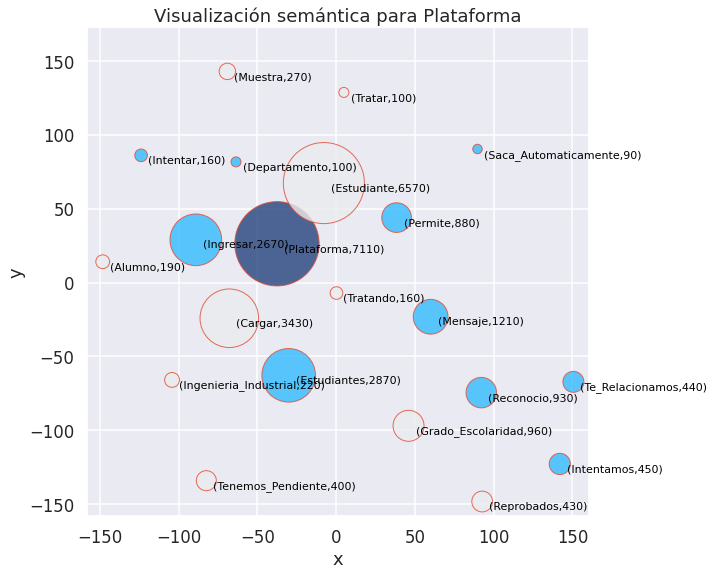 Visualización semántica para Plataforma
150
100
50
0
−50
−100
−150
y
(Muestra,270)
(Tratar,100)
(Intentar,160)
(Departamento,100)
(Saca_Automaticamente,90)
(Estudiante,6570)
(Permite,880)
(Ingresar,2670)
(Plataforma,7110)
(Alumno,190)
(Tratando,160)
(Cargar,3430)
(Mensaje,1210)
(Estudiantes,2870)
(Ingenieria_Industrial,220)
(Te_Relacionamos,440)
(Reconocio,930)
(Grado_Escolaridad,960)
(Intentamos,450)
(Tenemos_Pendiente,400)
(Reprobados,430)
−150
−100
−50
0
50
100
150
x